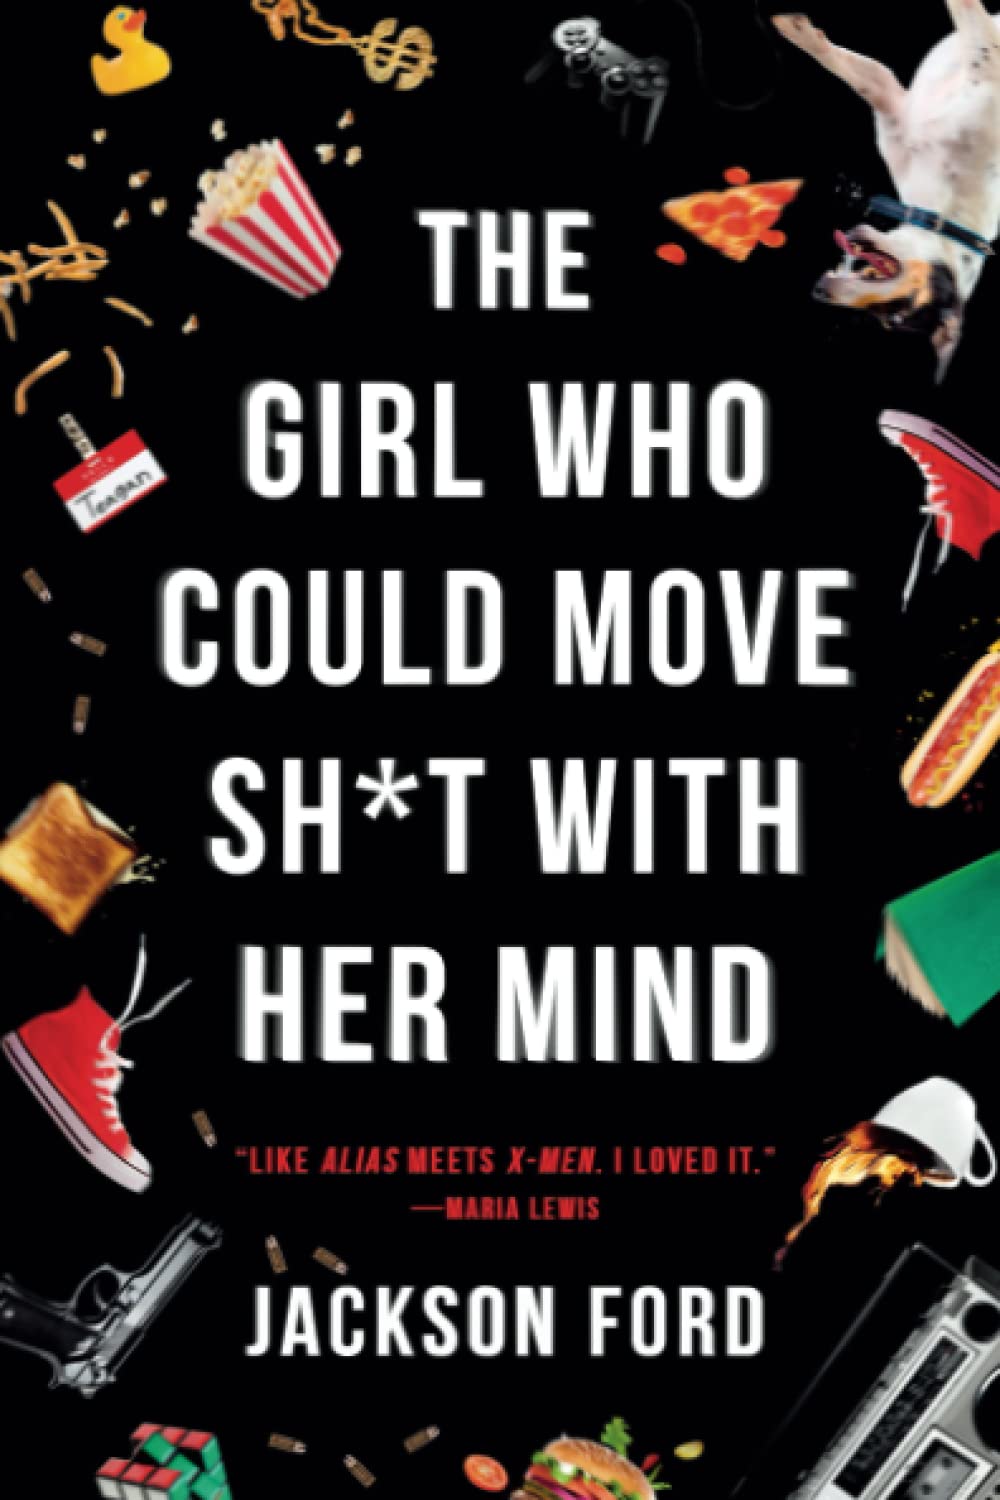 THE
GIRL WHO
COULD MOVE
SH*T WITH
HER MIND
Teagan
"LIKE ALIAS MEETS X-MEN. I LOVED IT."
—MARIA LEWIS
JACKSON FORD